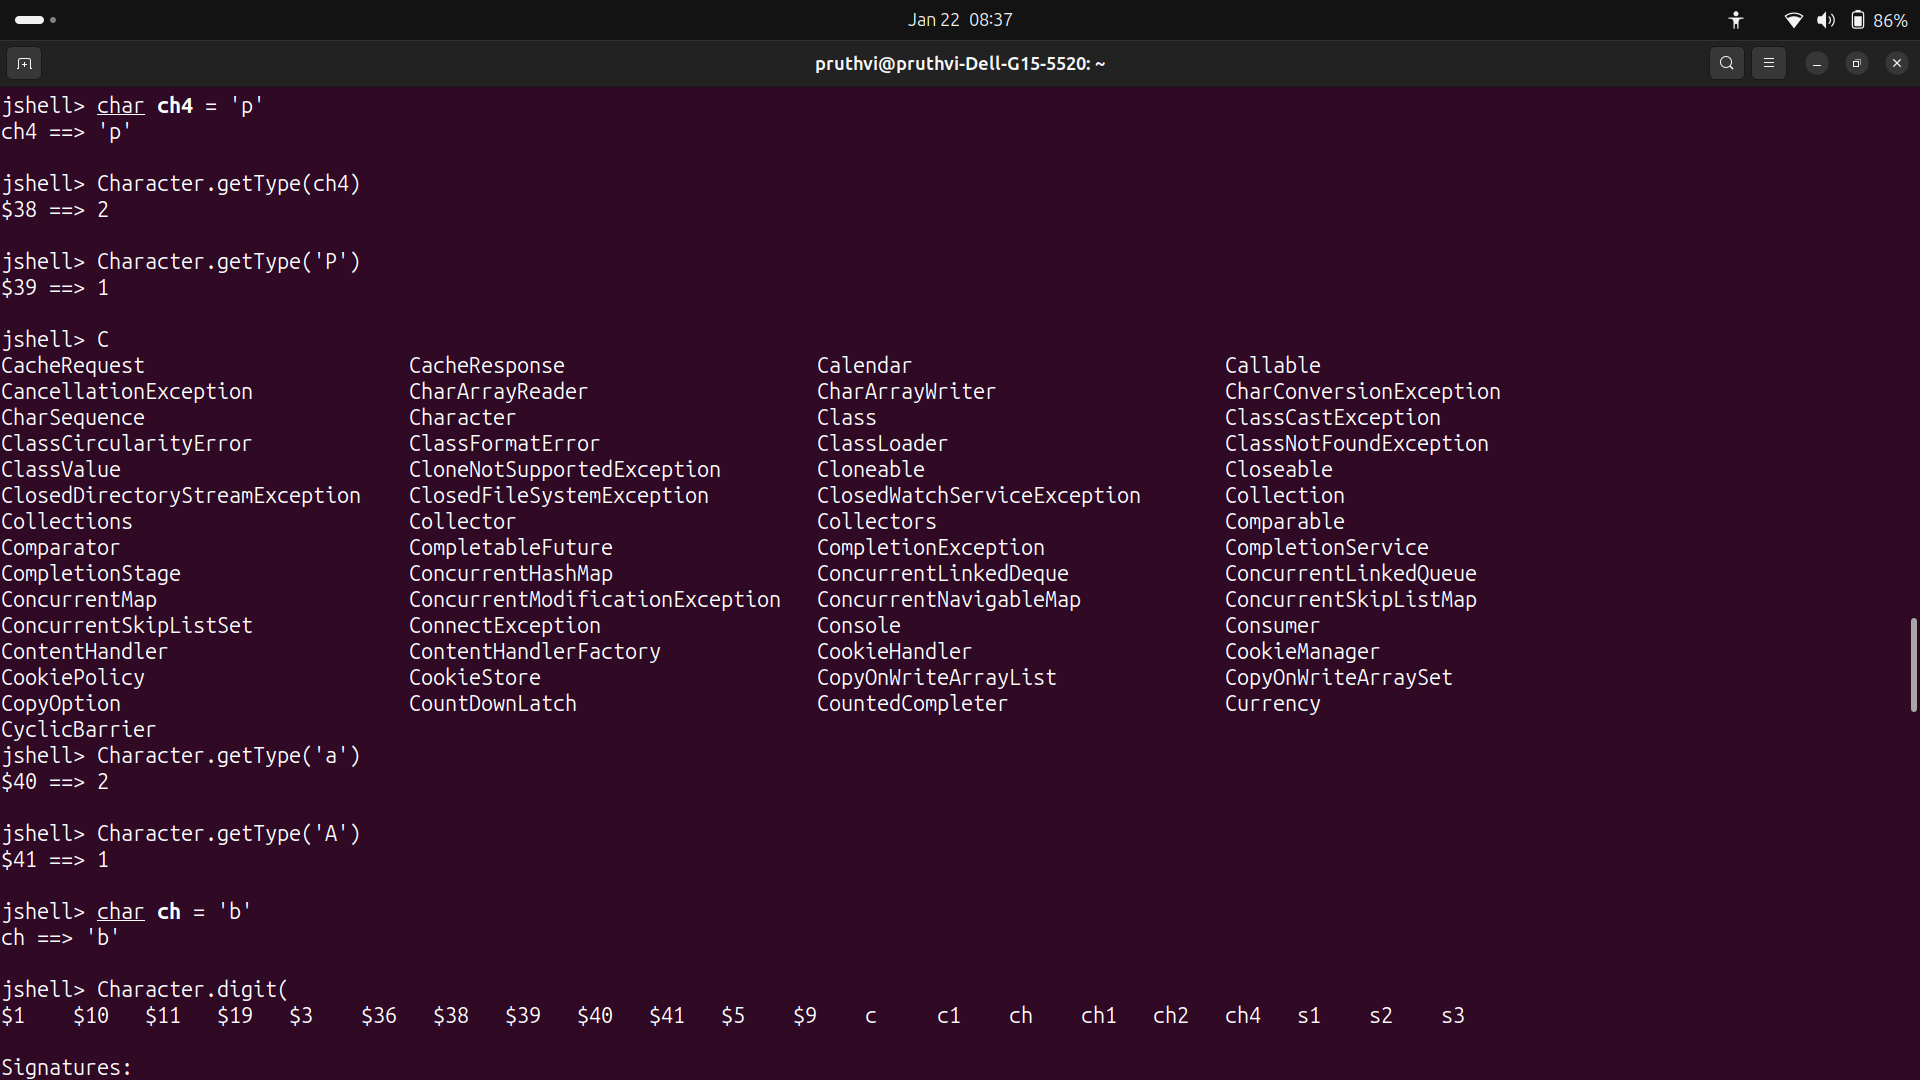 Jan 22 08:37
86%
pruthvi@pruthvi-Dell-G15-5520: ~
jshell> char ch4 = 'p'
ch4 ==> 'p'
jshell> Character.getType(ch4)
$38 ==> 2
jshell> Character.getType('P')
$39 ==> 1
jshell> C
CacheRequest CacheResponse Calendar Callable
CancellationException CharArrayReader CharArrayWriter CharConversionException
CharSequence Character Class ClassCastException
ClassCircularityError ClassFormatError ClassLoader ClassNotFoundException
ClassValue CloneNotSupportedException Cloneable Closeable
ClosedDirectoryStreamException ClosedFileSystemException ClosedWatchServiceException Collection
Collections Collector Collectors Comparable
Comparator CompletableFuture CompletionException CompletionService
CompletionStage ConcurrentHashMap ConcurrentLinkedDeque ConcurrentLinkedQueue
ConcurrentMap ConcurrentModificationException ConcurrentNavigableMap ConcurrentSkipListMap
ConcurrentSkipListSet ConnectException Console Consumer
ContentHandler ContentHandlerFactory CookieHandler CookieManager
CookiePolicy CookieStore CopyOnWriteArrayList CopyOnWriteArraySet
CopyOption CountDownLatch CountedCompleter Currency
CyclicBarrier
jshell> Character.getType('a')
$40 ==> 2
jshell> Character.getType('A')
$41 ==> 1
jshell> char ch = 'b'
ch ==> 'b'
jshell> Character.digit(
$1 $10 $11 $19 $3 $36 $38 $39 $40 $41 $5 $9 c c1 ch ch1 ch2 ch4 s1 s2 s3
Signatures: